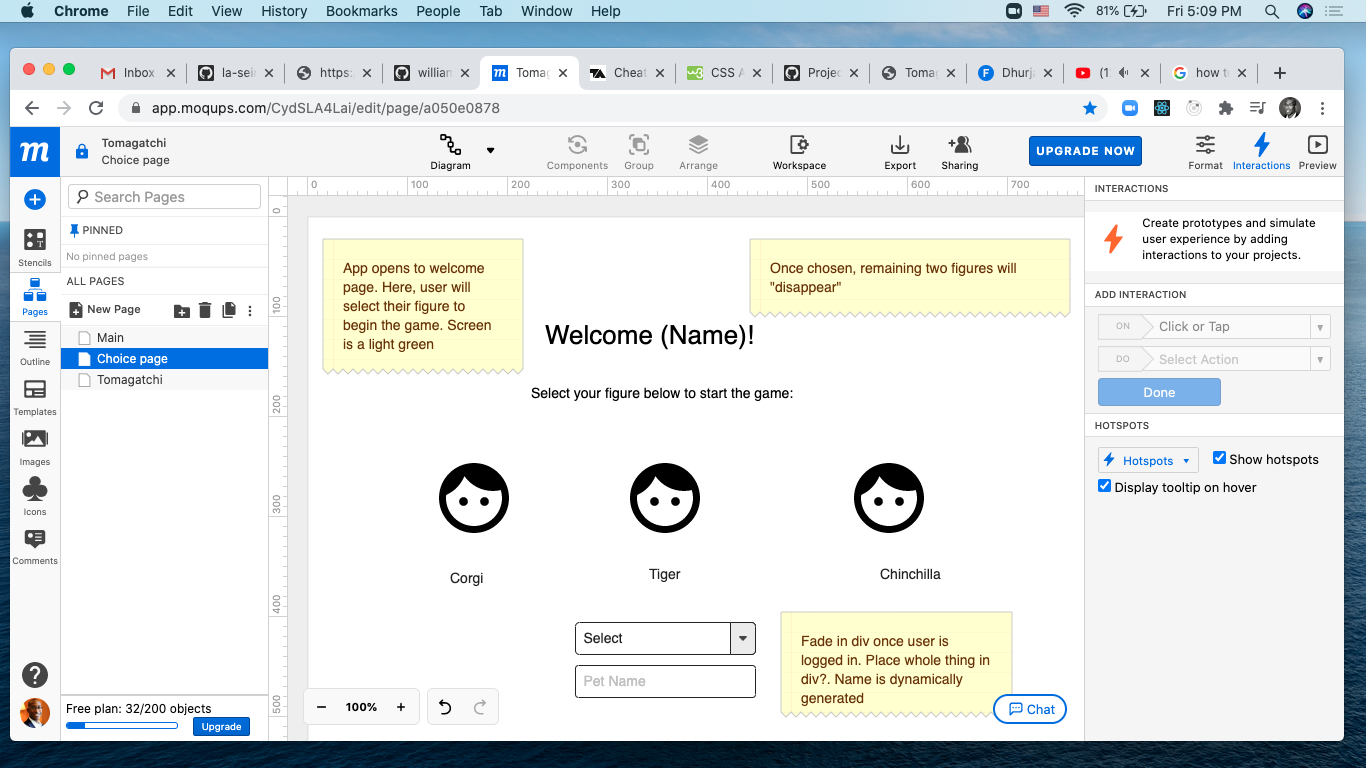 Chrome File Edit View History Bookmarks People Tab Window Help 81% Fri 5:09 PM
Inbox la-sei https: willian Tomag Cheat CSS A Projec Tomag Dhurj (1 how t
app.moqups.com/CydSLA4Lai/edit/page/a050e0878
m
Tomagatchi
Choice page
Diagram
Components
Group
Arrange
Workspace
Export
Sharing
UPGRADE NOW
Format
Interactions
Preview
Stencils
Pages
Outline
Templates
Images
Icons
Comments
Search Pages
PINNED
No pinned pages
ALL PAGES
New Page
Main
Choice page
Tomagatchi
Free plan: 32/200 objects
Upgrade
0 100 200 300 400 500 600 700
0
100
200
300
400
500
App opens to welcome
page. Here, user will
select their figure to
begin the game. Screen
is a light green
Once chosen, remaining two figures will
"disappear"
Welcome (Name)!
Select your figure below to start the game:
Corgi
Tiger
Chinchilla
Select
Pet Name
Fade in div once user is
logged in. Place whole thing in
div?. Name is dynamically
generated
− 100% +
Chat
INTERACTIONS
Create prototypes and simulate
user experience by adding
interactions to your projects.
ADD INTERACTION
ON Click or Tap
DO Select Action
Done
HOTSPOTS
Hotspots
Show hotspots
Display tooltip on hover